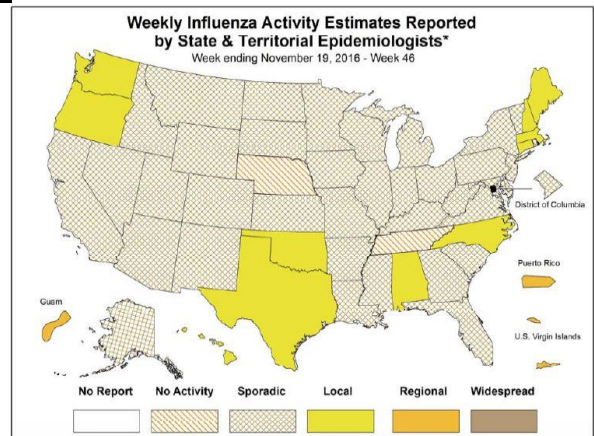 Weekly Influenza Activity Estimates Reported
by State & Territorial Epidemiologists*
Week ending November 19, 2016 - Week 46
District of Columbia
Puerto Rico
Guam
U.S. Virgin Islands
No Report No Activity Sporadic Local Regional Widespread